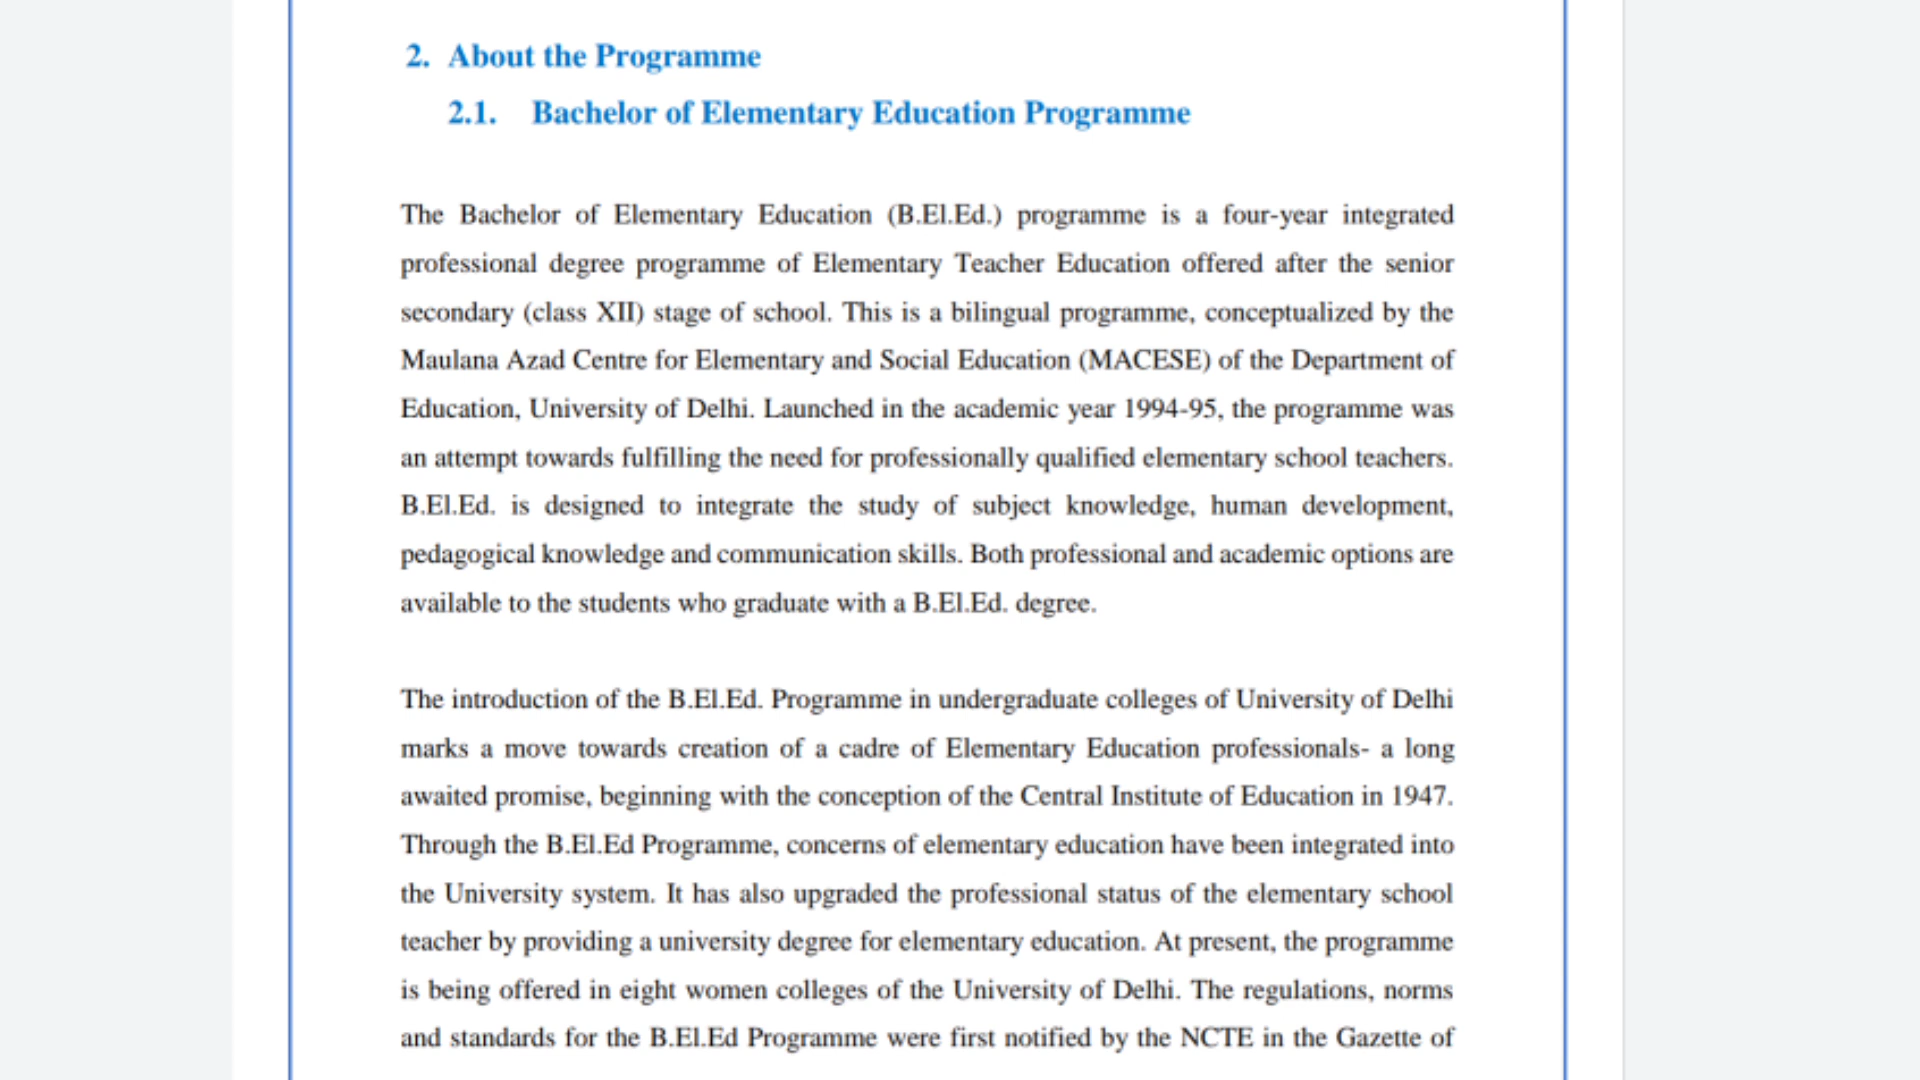 2. About the Programme
2.1. Bachelor of Elementary Education Programme
The Bachelor of Elementary Education (B.El.Ed.) programme is a four-year integrated
professional degree programme of Elementary Teacher Education offered after the senior
secondary (class XII) stage of school. This is a bilingual programme, conceptualized by the
Maulana Azad Centre for Elementary and Social Education (MACESE) of the Department of
Education, University of Delhi. Launched in the academic year 1994-95, the programme was
an attempt towards fulfilling the need for professionally qualified elementary school teachers.
B.El.Ed. is designed to integrate the study of subject knowledge, human development,
pedagogical knowledge and communication skills. Both professional and academic options are
available to the students who graduate with a B.El.Ed. degree.
The introduction of the B.El.Ed. Programme in undergraduate colleges of University of Delhi
marks a move towards creation of a cadre of Elementary Education professionals- a long
awaited promise, beginning with the conception of the Central Institute of Education in 1947.
Through the B.El.Ed Programme, concerns of elementary education have been integrated into
the University system. It has also upgraded the professional status of the elementary school
teacher by providing a university degree for elementary education. At present, the programme
is being offered in eight women colleges of the University of Delhi. The regulations, norms
and standards for the B.El.Ed Programme were first notified by the NCTE in the Gazette of